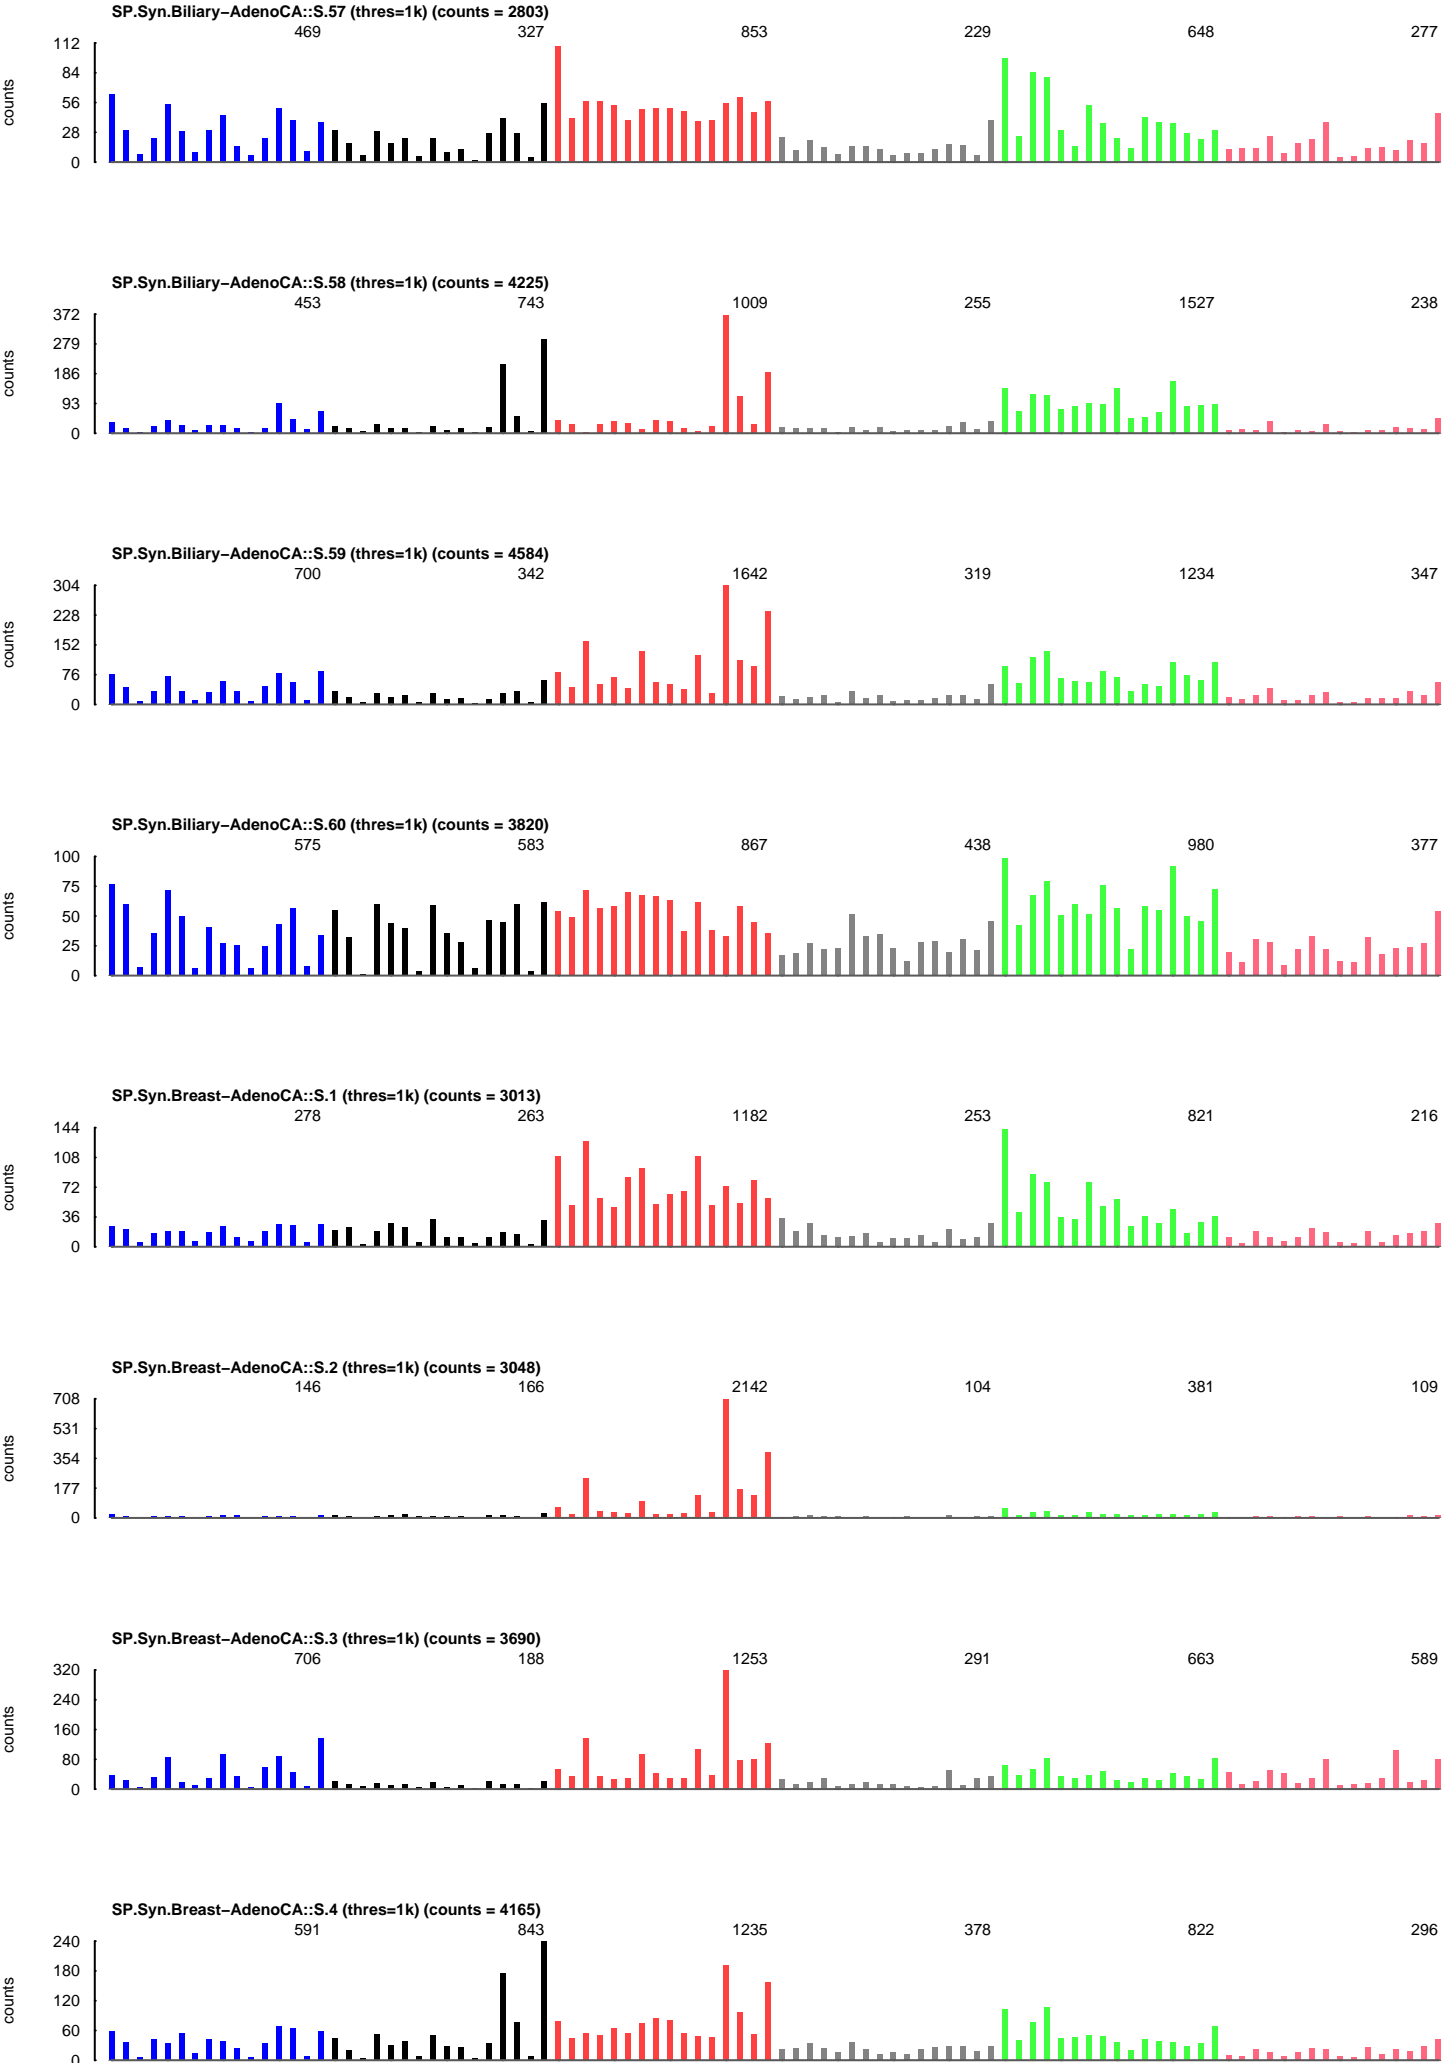 SP.Syn.Biliary−AdenoCA::S.57 (thres=1k) (counts = 2803)
469 327 853 229 648 277
112
84
56
28
0
counts
SP.Syn.Biliary−AdenoCA::S.58 (thres=1k) (counts = 4225)
453 743 1009 255 1527 238
372
279
186
93
0
counts
SP.Syn.Biliary−AdenoCA::S.59 (thres=1k) (counts = 4584)
700 342 1642 319 1234 347
304
228
152
76
0
counts
SP.Syn.Biliary−AdenoCA::S.60 (thres=1k) (counts = 3820)
575 583 867 438 980 377
100
75
50
25
0
counts
SP.Syn.Breast−AdenoCA::S.1 (thres=1k) (counts = 3013)
278 263 1182 253 821 216
144
108
72
36
0
counts
SP.Syn.Breast−AdenoCA::S.2 (thres=1k) (counts = 3048)
146 166 2142 104 381 109
708
531
354
177
0
counts
SP.Syn.Breast−AdenoCA::S.3 (thres=1k) (counts = 3690)
706 188 1253 291 663 589
320
240
160
80
0
counts
SP.Syn.Breast−AdenoCA::S.4 (thres=1k) (counts = 4165)
591 843 1235 378 822 296
240
180
120
60
0
counts